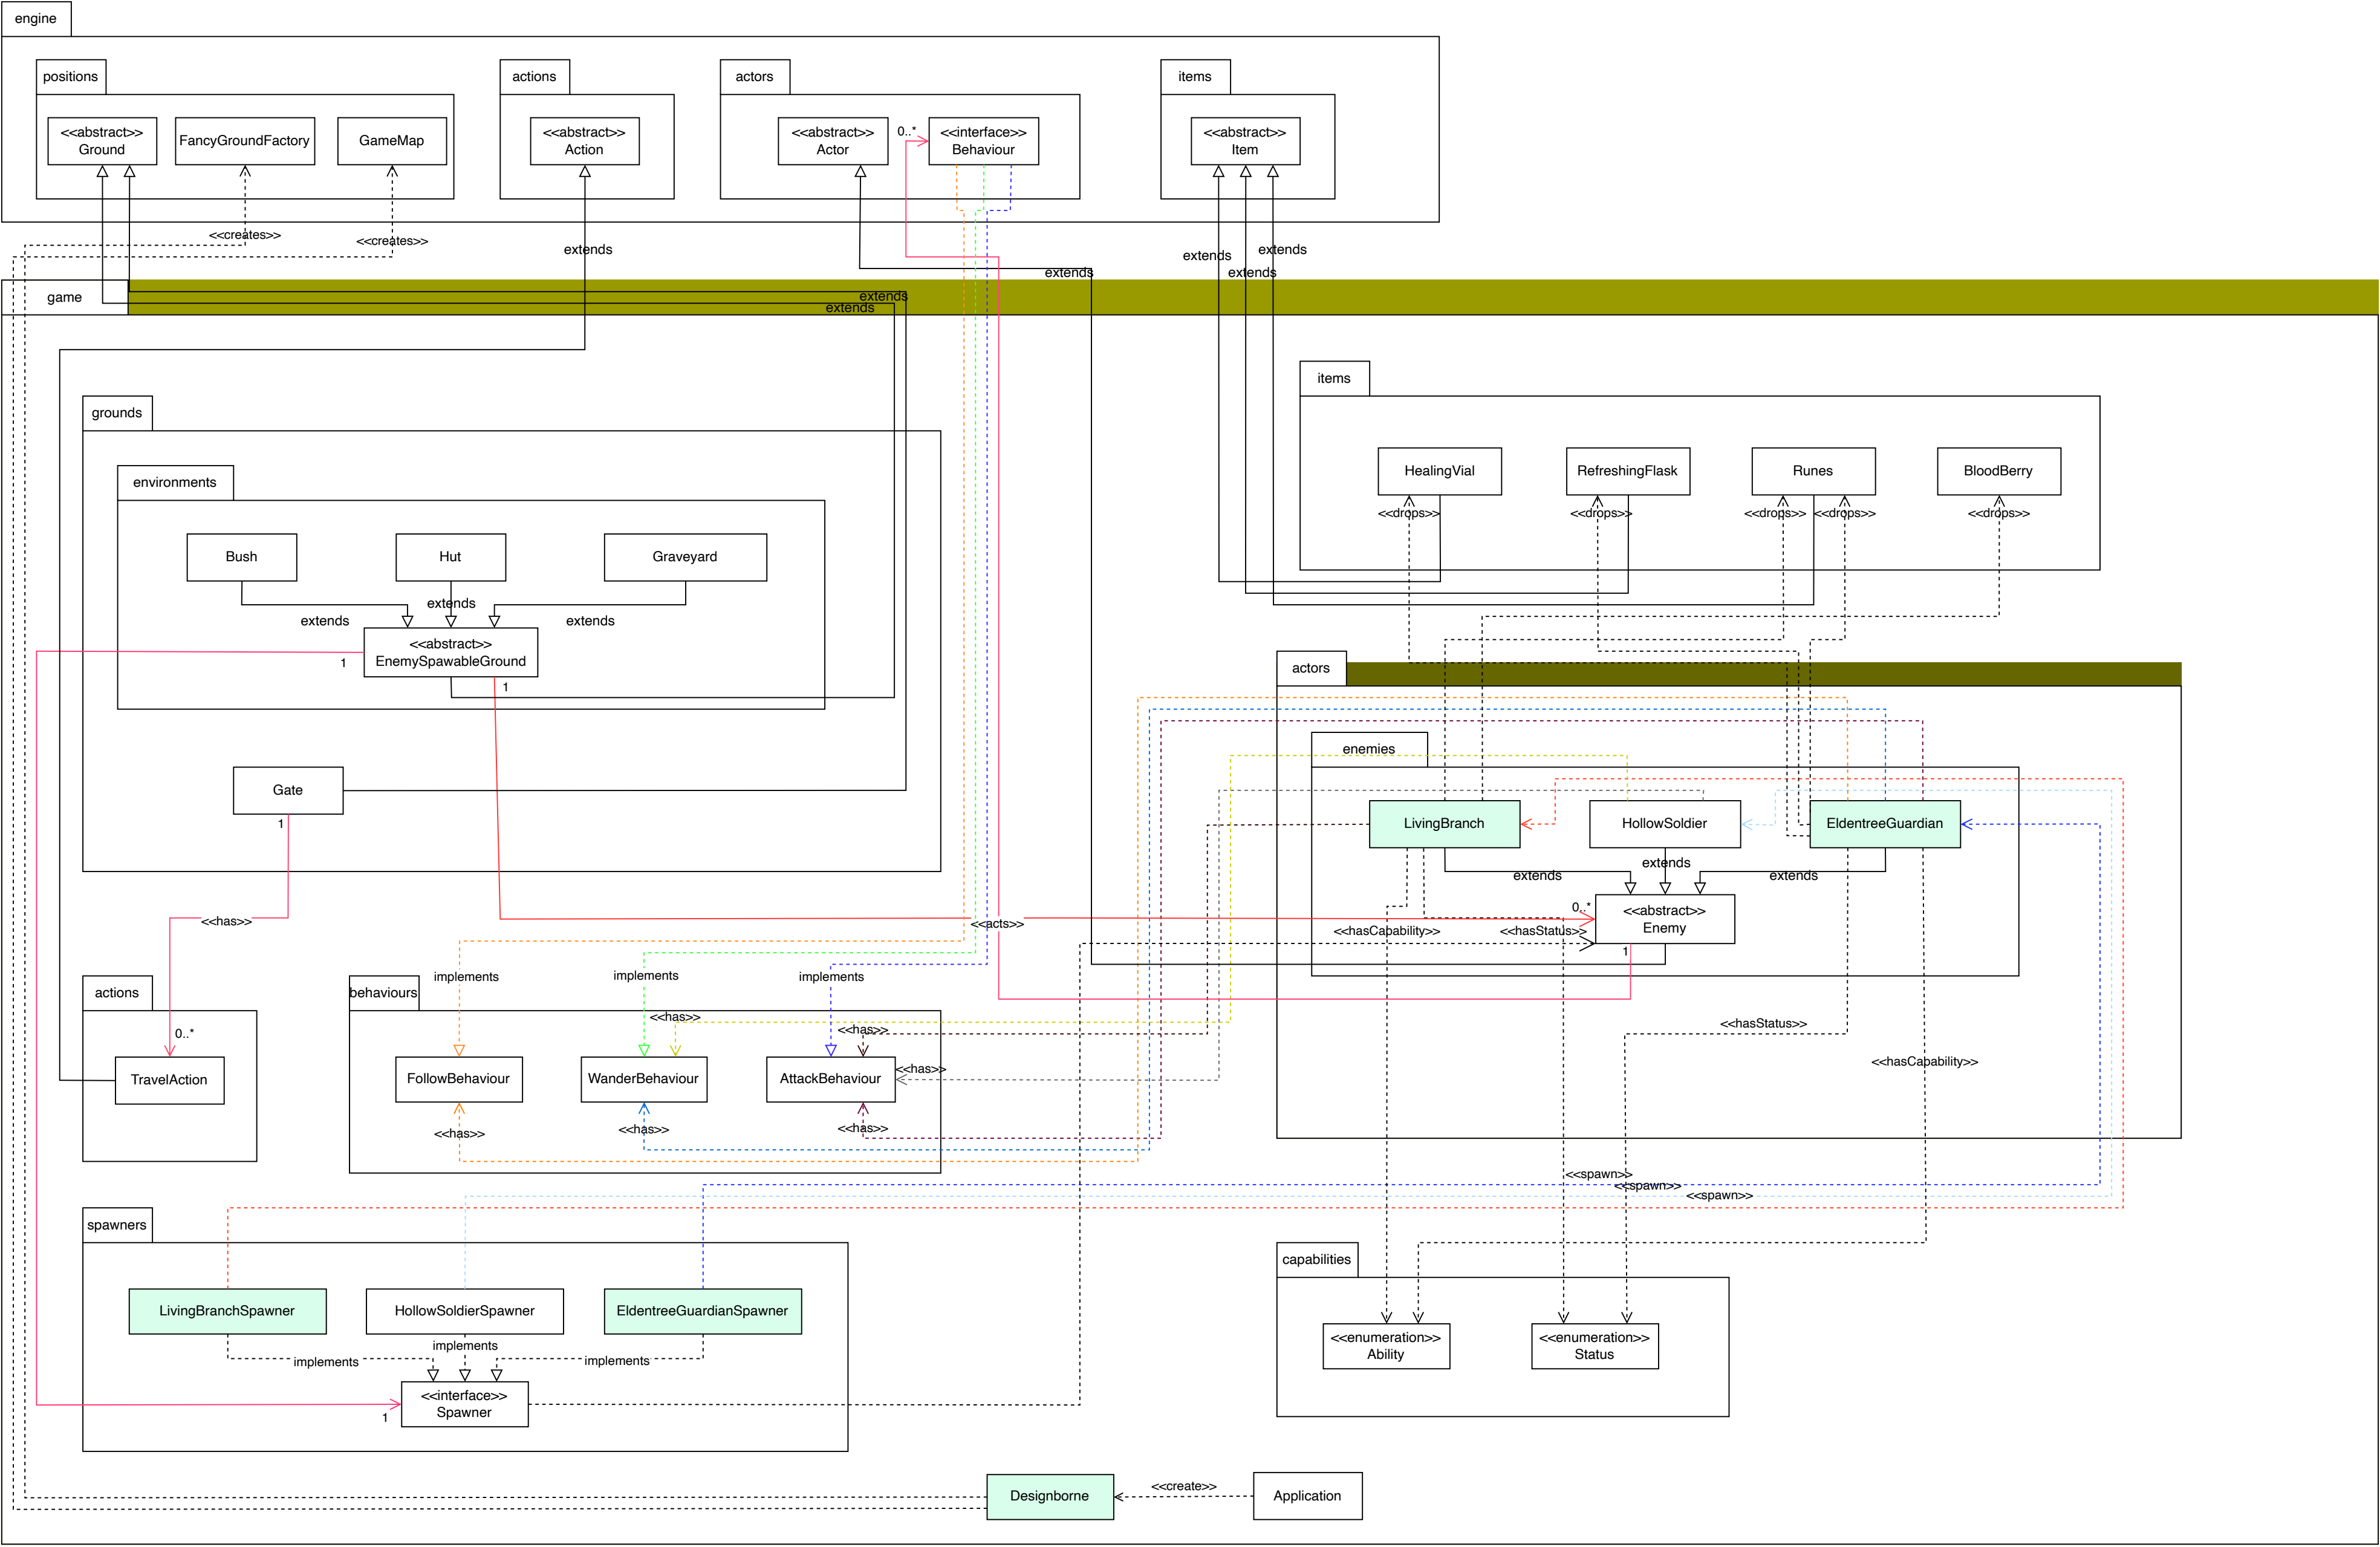 engine
positions
actions
actors
items
<<abstract>>
Ground
FancyGroundFactory
GameMap
<<abstract>>
Action
<<abstract>>
Actor
0..*
<<interface>>
Behaviour
<<abstract>>
Item
<<creates>>
<<creates>>
extends
extends
extends
extends
extends
game
extends
extends
items
grounds
HealingVial
RefreshingFlask
Runes
BloodBerry
environments
<<drops>>
<<drops>>
<<drops>>
<<drops>>
<<drops>>
Bush
Hut
Graveyard
extends
extends
extends
<<abstract>>
EnemySpawableGround
1
1
actors
enemies
Gate
1
LivingBranch
HollowSoldier
EldentreeGuardian
extends
extends
extends
0..*
<<abstract>>
Enemy
1
<<has>>
<<acts>>
<<hasCapability>>
<<hasStatus>>
implements
implements
implements
actions
behaviours
<<has>>
<<has>>
<<hasStatus>>
0..*
<<has>>
<<hasCapability>>
TravelAction
FollowBehaviour
WanderBehaviour
AttackBehaviour
<<has>>
<<has>>
<<has>>
<<spawn>>
<<spawn>>
<<spawn>>
spawners
capabilities
LivingBranchSpawner
HollowSoldierSpawner
EldentreeGuardianSpawner
implements
implements
implements
<<enumeration>>
Ability
<<enumeration>>
Status
<<interface>>
Spawner
1
Designborne
<<create>>
Application